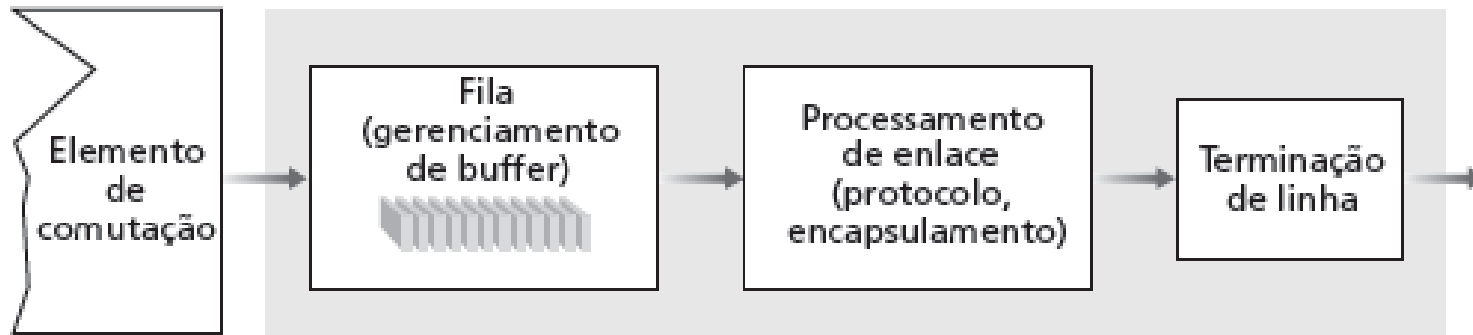 Elemento
de
comutação
Fila
(gerenciamento
de buffer)
Processamento
de enlace
(protocolo,
encapsulamento)
Terminação
de linha